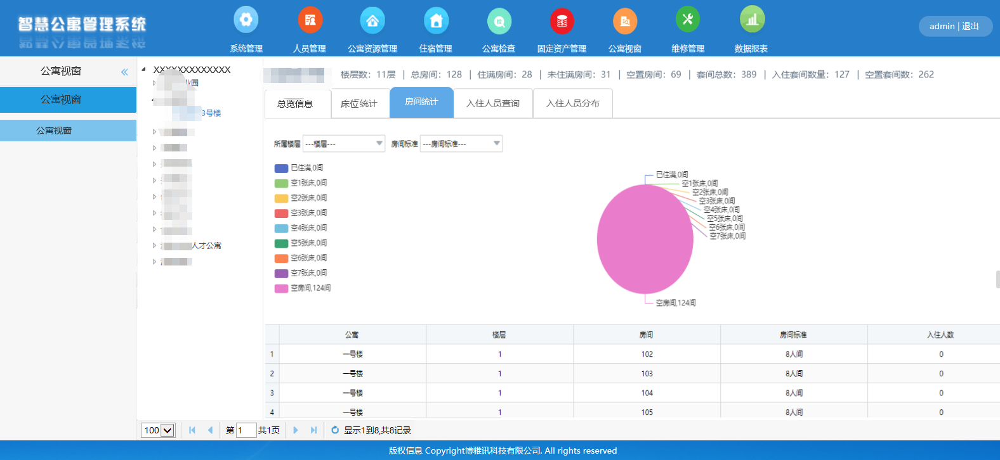 智慧公寓管理系统
系统管理
人员管理
公寓资源管理
住宿管理
公寓检查
固定资产管理
公寓视窗
维修管理
数据报表
admin | 退出
公寓视窗
公寓视窗
公寓视窗
XXXXXXXXXXXXX
业园
3号楼
人才公寓
楼层数：11层 | 总房间：128 | 住满房间：28 | 未住满房间：31 | 空置房间：69 | 套间总数：389 | 入住套间数量：127 | 空置套间数：262
总览信息
床位统计
房间统计
入住人员查询
入住人员分布
所属楼层 ---楼层--- 房间标准 ---房间标准---
已住满,0间
空1张床,0间
空2张床,0间
空3张床,0间
空4张床,0间
空5张床,0间
空6张床,0间
空7张床,0间
空房间,124间
已住满,0间
空1张床,0间
空2张床,0间
空3张床,0间
空4张床,0间
空5张床,0间
空6张床,0间
空7张床,0间
空房间,124间
公寓 楼层 房间 房间标准 入住人数
1 一号楼 1 102 8人间 0
2 一号楼 1 103 8人间 0
3 一号楼 1 104 8人间 0
4 一号楼 1 105 8人间 0
100 第 1 共1页 显示1到8,共8记录
版权信息 Copyright博雅讯科技有限公司. All rights reserved